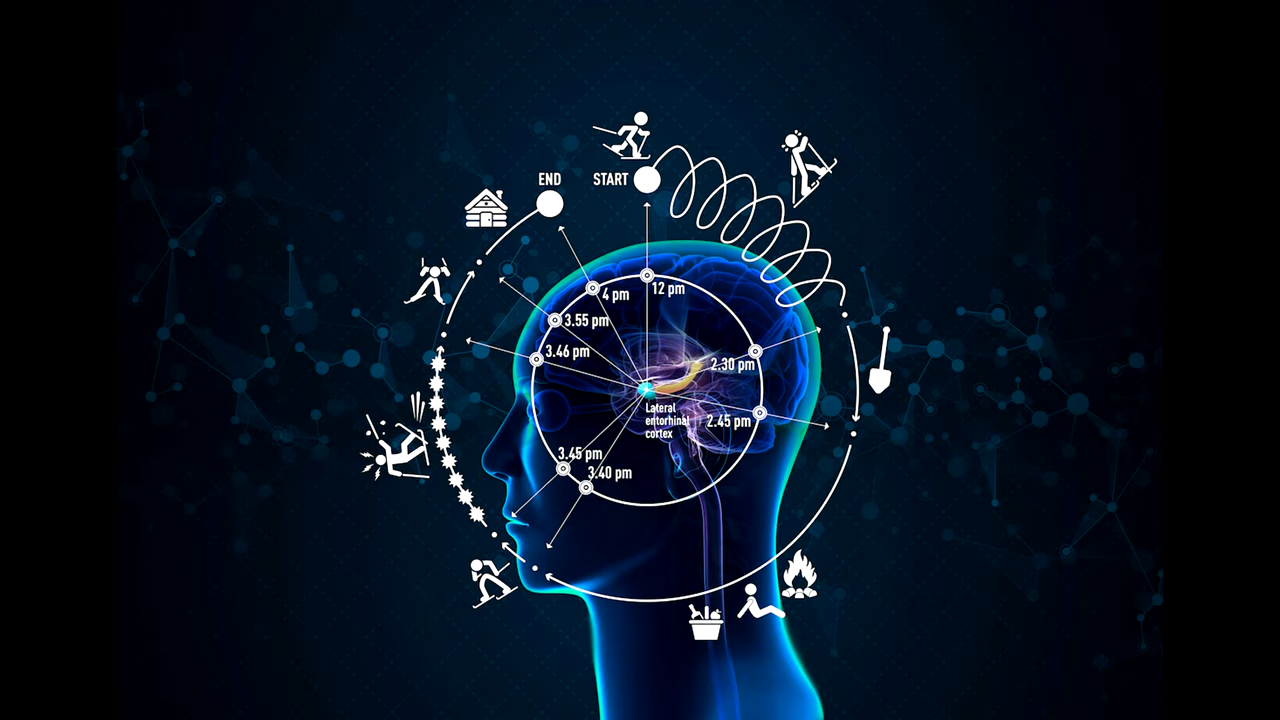 END
START
12 pm
4 pm
3.55 pm
3.46 pm
2.30 pm
Lateral
entorhinal
cortex
2.45 pm
3.45 pm
3.40 pm